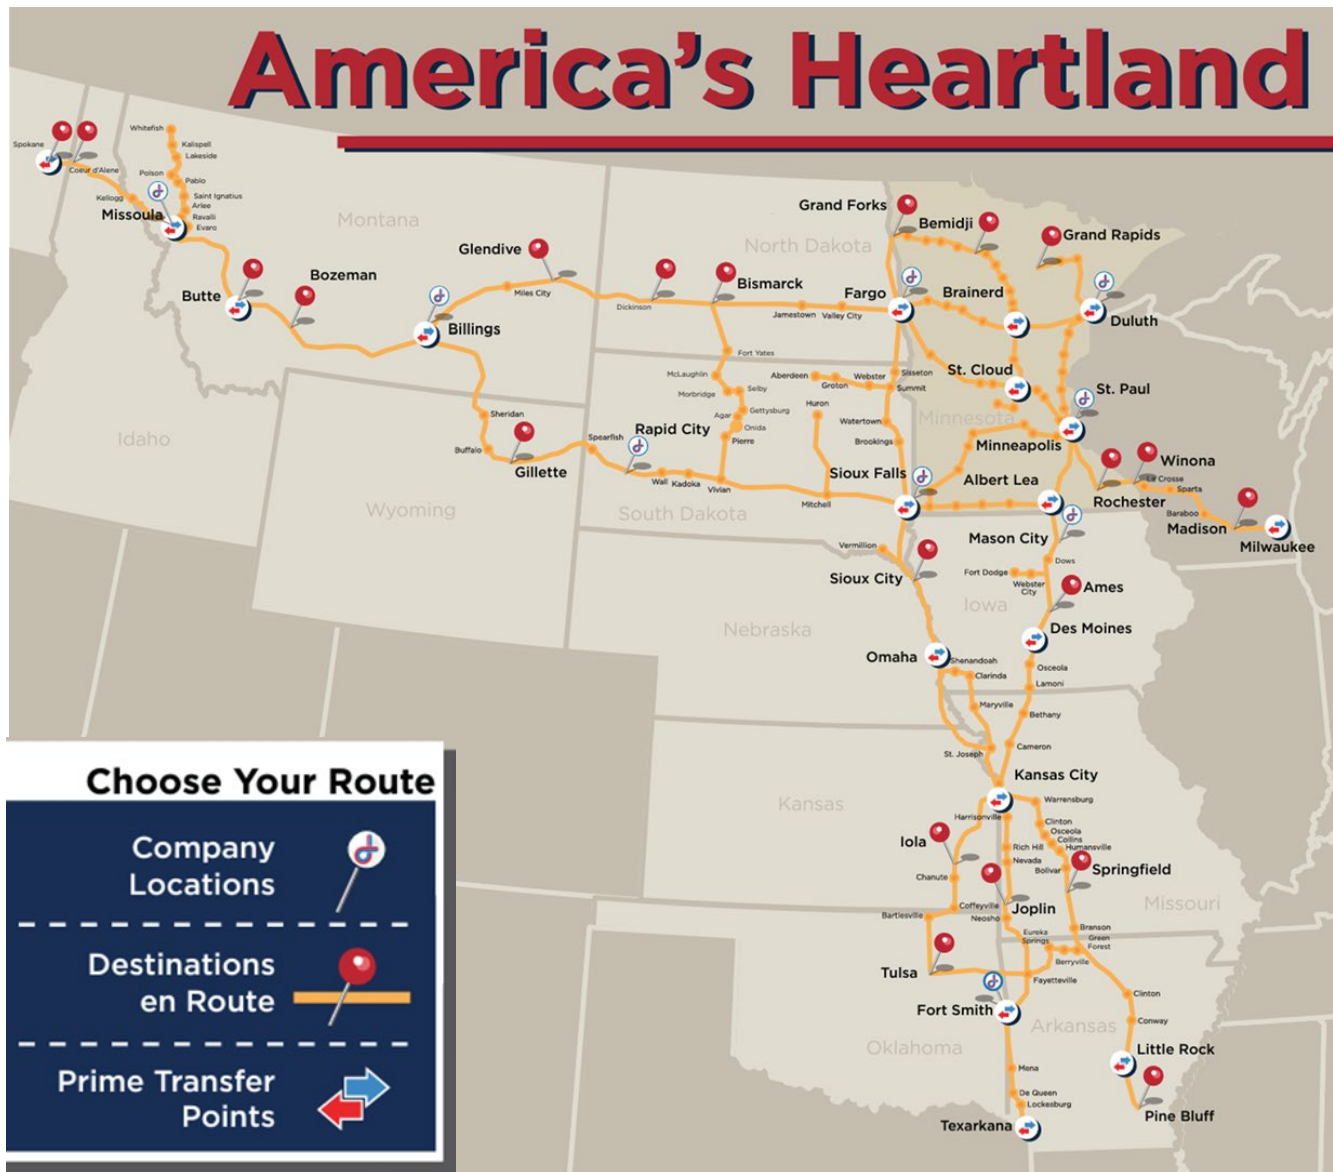 America's Heartland
Spokane
Coeur d'Alene
Kellogg
Whitefish
Kalispell
Lakeside
Polson
Pablo
Saint Ignatius
Arlee
Ravalli
Evaro
Missoula
Montana
Butte
Bozeman
Billings
Glendive
Miles City
Idaho
Wyoming
Sheridan
Buffalo
Gillette
Spearfish
North Dakota
Dickinson
Bismarck
Jamestown
Valley City
Fargo
Grand Forks
Bemidji
Grand Rapids
Brainerd
Duluth
St. Cloud
St. Paul
Minnesota
Minneapolis
Fort Yates
McLaughlin
Morbridge
Selby
Gettysburg
Agar
Onida
Pierre
Rapid City
Wall
Kadoka
Vivian
South Dakota
Aberdeen
Groton
Webster
Sisseton
Summit
Huron
Watertown
Brookings
Mitchell
Sioux Falls
Albert Lea
Rochester
Winona
La Crosse
Sparta
Baraboo
Madison
Milwaukee
Mason City
Vermillion
Sioux City
Dows
Fort Dodge
Webster
City
Ames
Iowa
Des Moines
Nebraska
Omaha
Shenandoah
Clarinda
Maryville
St. Joseph
Osceola
Lamoni
Bethany
Cameron
Kansas City
Kansas
Harrisonville
Warrensburg
Clinton
Osceola
Collins
Humansville
Bolivar
Rich Hill
Nevada
Iola
Chanute
Springfield
Missouri
Coffeyville
Bartlesville
Neosho
Joplin
Branson
Green
Forest
Eureka
Springs
Berryville
Tulsa
Fayetteville
Fort Smith
Oklahoma
Arkansas
Clinton
Conway
Little Rock
Pine Bluff
Mena
De Queen
Lockesburg
Texarkana
Choose Your Route
Company
Locations
Destinations
en Route
Prime Transfer
Points